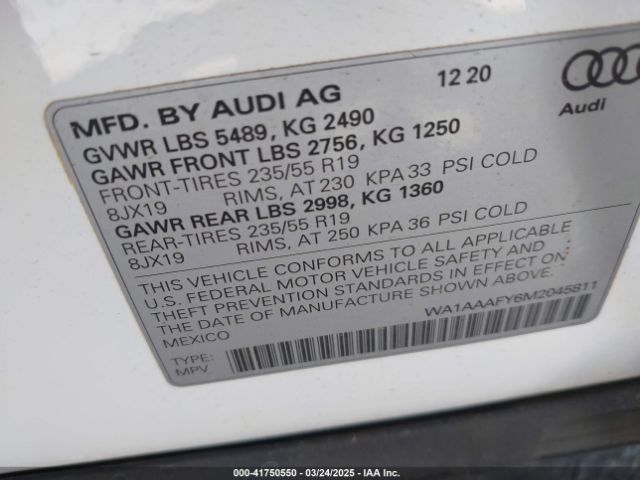 MFD. BY AUDI AG 12 20
Audi
GVWR LBS 5489, KG 2490
GAWR FRONT LBS 2756, KG 1250
FRONT-TIRES 235/55 R19
8JX19 RIMS, AT 230 KPA 33 PSI COLD
GAWR REAR LBS 2998, KG 1360
REAR-TIRES 235/55 R19
8JX19 RIMS, AT 250 KPA 36 PSI COLD
THIS VEHICLE CONFORMS TO ALL APPLICABLE
U.S. FEDERAL MOTOR VEHICLE SAFETY AND
THEFT PREVENTION STANDARDS IN EFFECT ON
THE DATE OF MANUFACTURE SHOWN ABOVE.
MEXICO
WA1AAAFY6M2045811
TYPE:
MPV
000-41750550 - 03/24/2025 - IAA Inc.